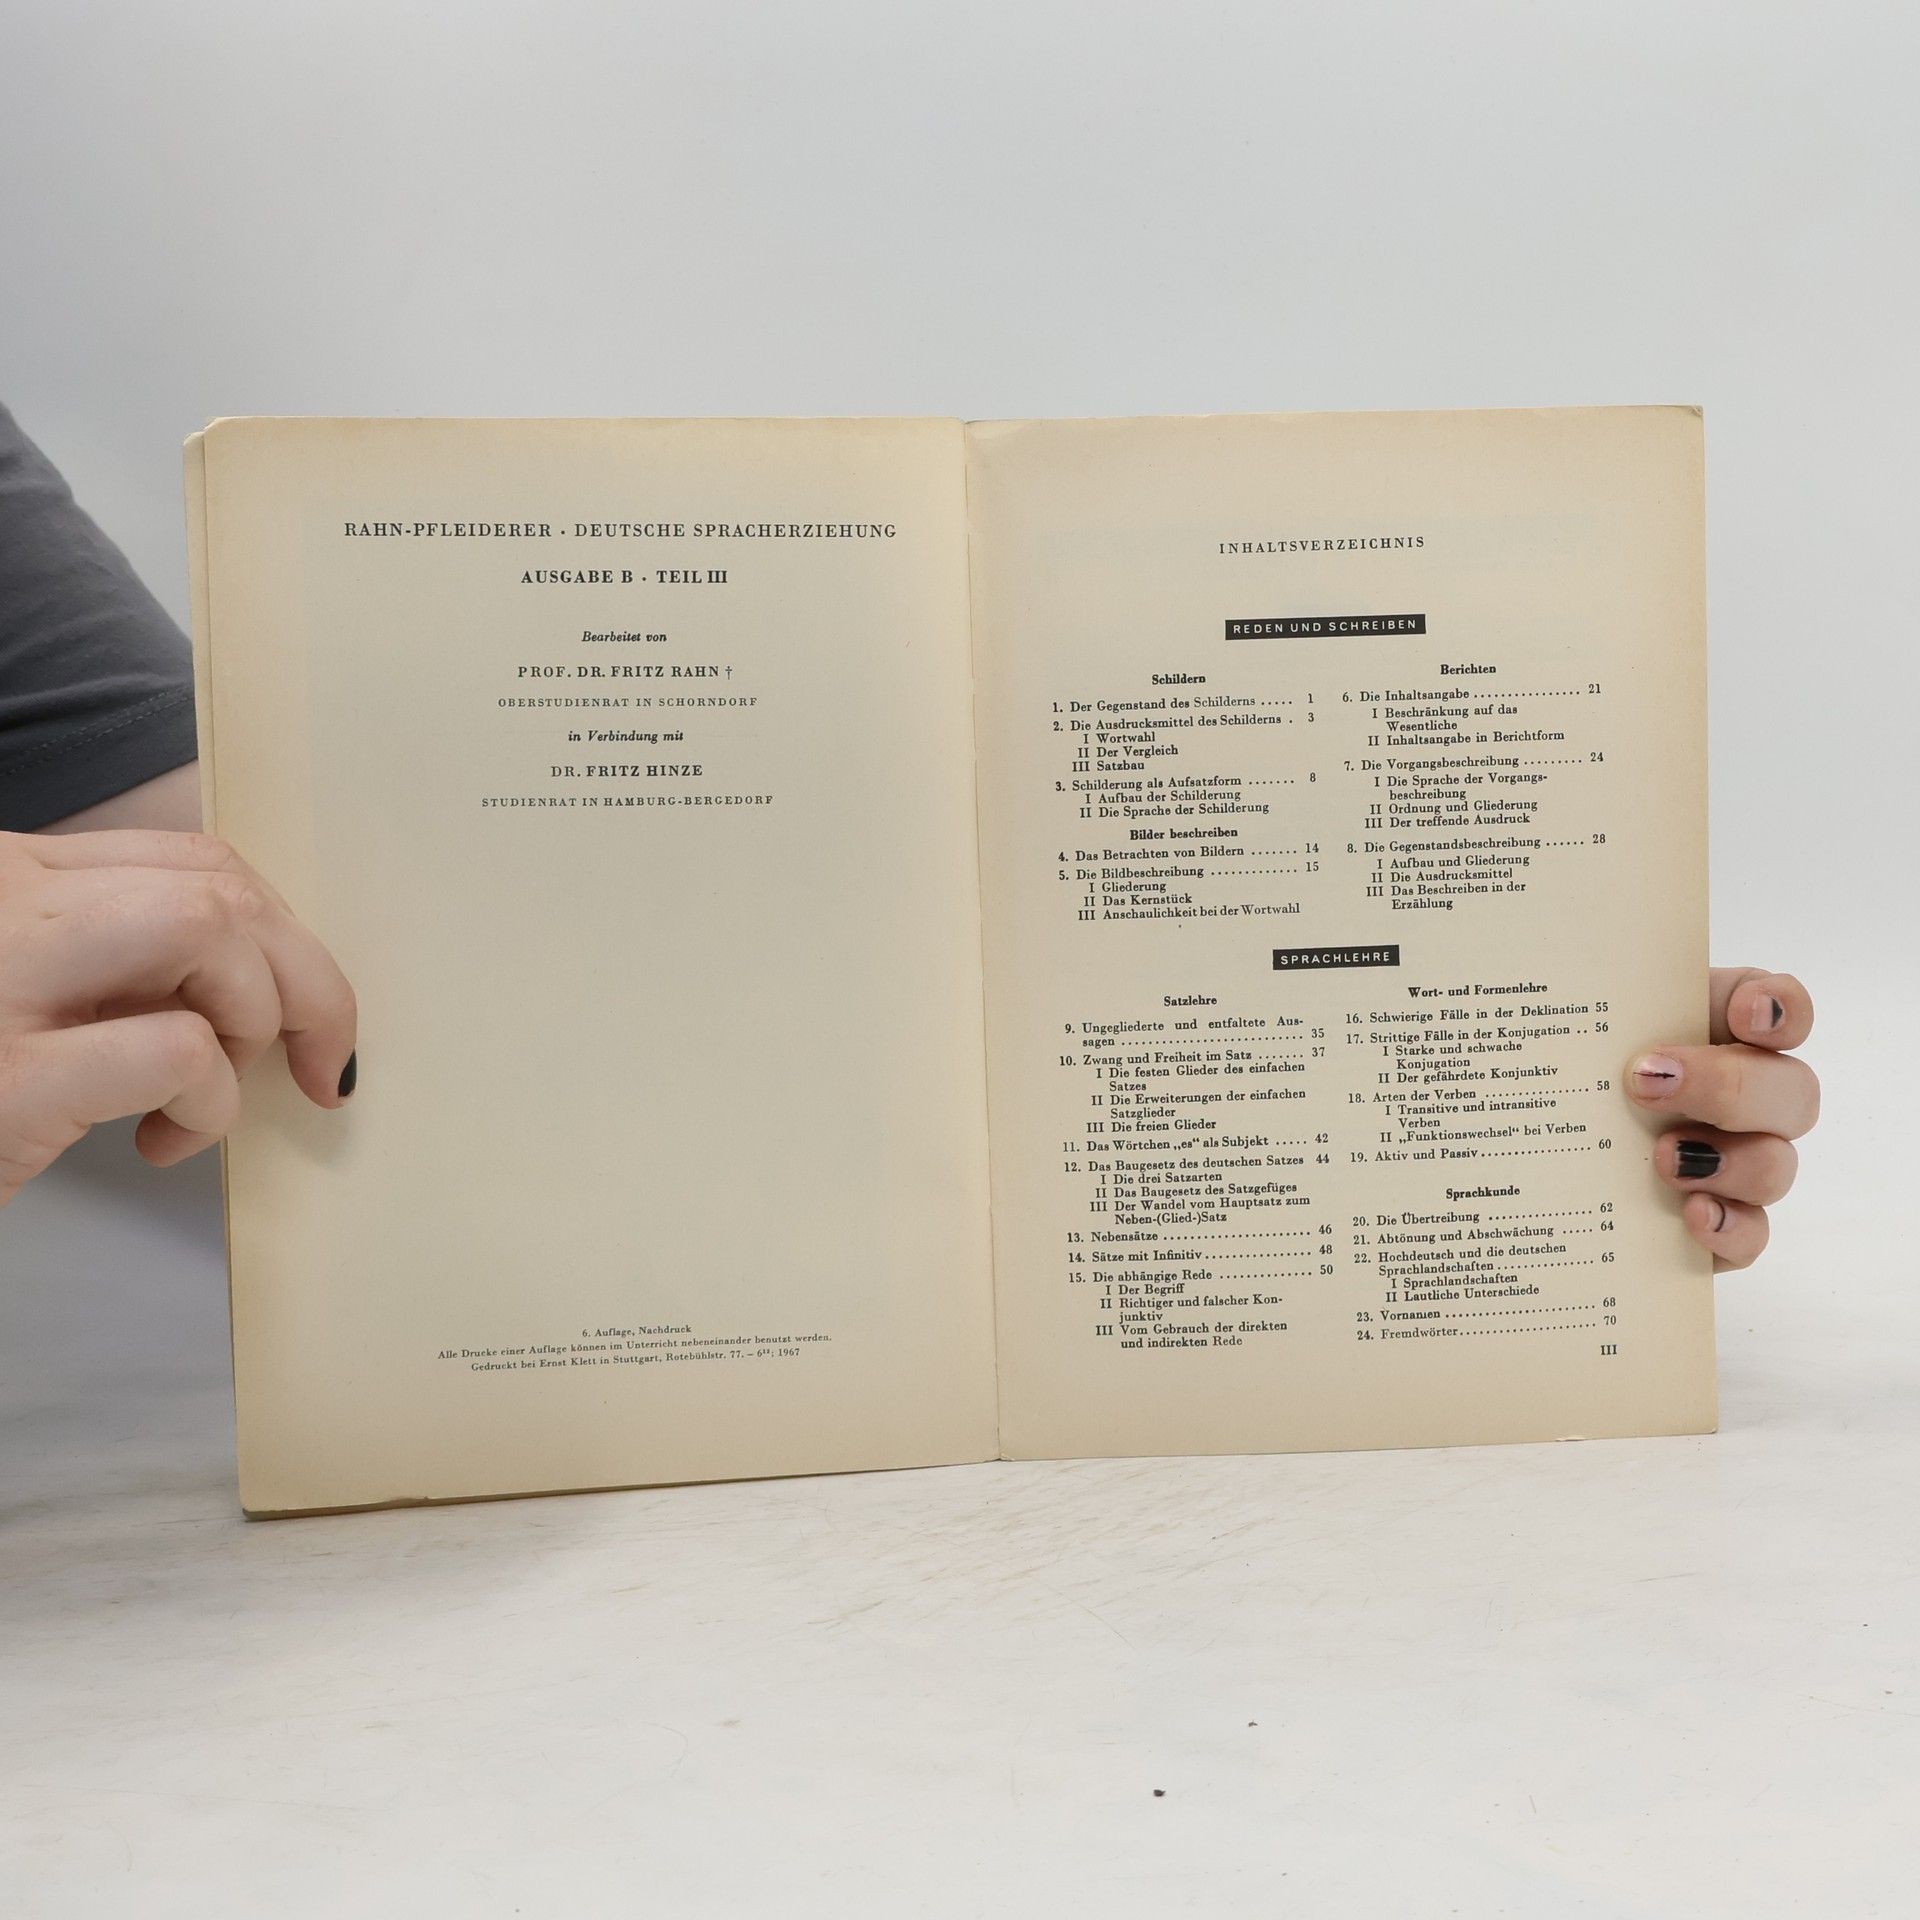 RAHN-PFLEIDERER · DEUTSCHE SPRACHERZIEHUNG
AUSGABE B · TEIL III
Bearbeitet von
PROF. DR. FRITZ RAHN †
OBERSTUDIENRAT IN SCHORNDORF
in Verbindung mit
DR. FRITZ HINZE
STUDIENRAT IN HAMBURG-BERGEDORF
6. Auflage, Nachdruck
Alle Drucke einer Auflage können im Unterricht nebeneinander benutzt werden.
Gedruckt bei Ernst Klett in Stuttgart, Rotebühlstr. 77. – 6¹²; 1967
INHALTSVERZEICHNIS
REDEN UND SCHREIBEN
Schildern
1. Der Gegenstand des Schilderns ..... 1
2. Die Ausdrucksmittel des Schilderns . 3
I Wortwahl
II Der Vergleich
III Satzbau
3. Schilderung als Aufsatzform ....... 8
I Aufbau der Schilderung
II Die Sprache der Schilderung
Bilder beschreiben
4. Das Betrachten von Bildern ....... 14
5. Die Bildbeschreibung ............. 15
I Gliederung
II Das Kernstück
III Anschaulichkeit bei der Wortwahl
Berichten
6. Die Inhaltsangabe ................ 21
I Beschränkung auf das
Wesentliche
II Inhaltsangabe in Berichtform
7. Die Vorgangsbeschreibung ......... 24
I Die Sprache der Vorgangs-
beschreibung
II Ordnung und Gliederung
III Der treffende Ausdruck
8. Die Gegenstandsbeschreibung ...... 28
I Aufbau und Gliederung
II Die Ausdrucksmittel
III Das Beschreiben in der
Erzählung
SPRACHLEHRE
Satzlehre
9. Ungegliederte und entfaltete Aus-
sagen ........................... 35
10. Zwang und Freiheit im Satz ....... 37
I Die festen Glieder des einfachen
Satzes
II Die Erweiterungen der einfachen
Satzglieder
III Die freien Glieder
11. Das Wörtchen „es“ als Subjekt ..... 42
12. Das Baugesetz des deutschen Satzes 44
I Die drei Satzarten
II Das Baugesetz des Satzgefüges
III Der Wandel vom Hauptsatz zum
Neben-(Glied-)Satz
13. Nebensätze ...................... 46
14. Sätze mit Infinitiv ................ 48
15. Die abhängige Rede .............. 50
I Der Begriff
II Richtiger und falscher Kon-
junktiv
III Vom Gebrauch der direkten
und indirekten Rede
Wort- und Formenlehre
16. Schwierige Fälle in der Deklination 55
17. Strittige Fälle in der Konjugation .. 56
I Starke und schwache
Konjugation
II Der gefährdete Konjunktiv
18. Arten der Verben ................ 58
I Transitive und intransitive
Verben
II „Funktionswechsel“ bei Verben
19. Aktiv und Passiv ................. 60
Sprachkunde
20. Die Übertreibung ................ 62
21. Abtönung und Abschwächung ..... 64
22. Hochdeutsch und die deutschen
Sprachlandschaften ............... 65
I Sprachlandschaften
II Lautliche Unterschiede
23. Vornamen ....................... 68
24. Fremdwörter ..................... 70
III